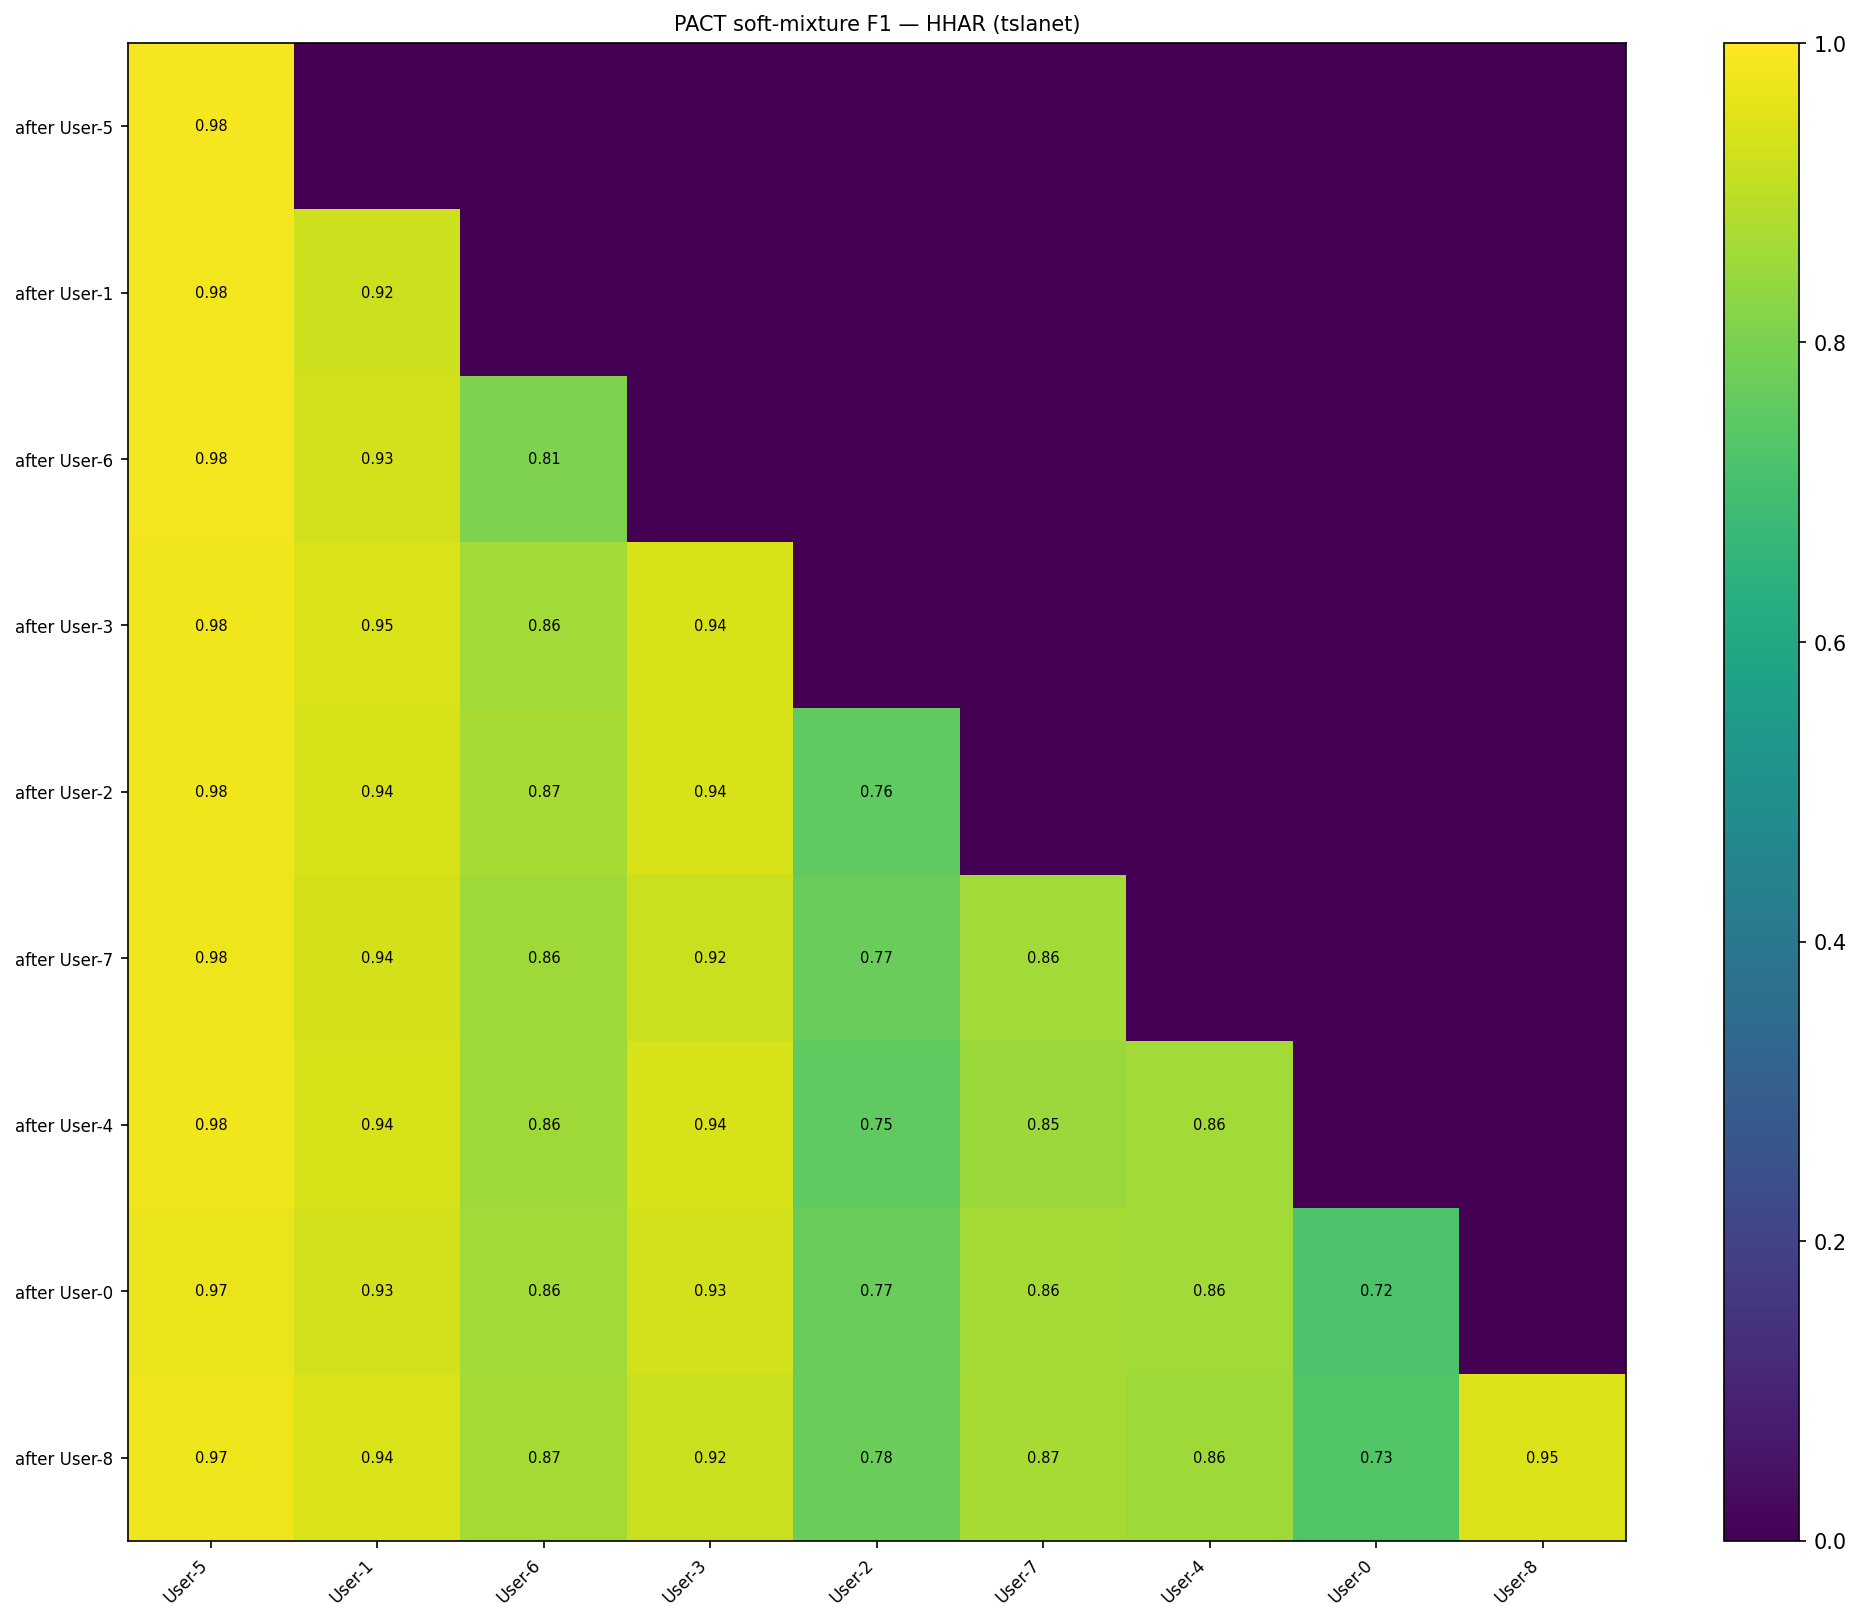 PACT soft-mixture F1 — HHAR (tslanet)
1.0
after User-5 0.98
after User-1 0.98 0.92
0.8
after User-6 0.98 0.93 0.81
after User-3 0.98 0.95 0.86 0.94
0.6
after User-2 0.98 0.94 0.87 0.94 0.76
0.4
after User-7 0.98 0.94 0.86 0.92 0.77 0.86
after User-4 0.98 0.94 0.86 0.94 0.75 0.85 0.86
0.2
after User-0 0.97 0.93 0.86 0.93 0.77 0.86 0.86 0.72
after User-8 0.97 0.94 0.87 0.92 0.78 0.87 0.86 0.73 0.95
0.0
User-5 User-1 User-6 User-3 User-2 User-7 User-4 User-0 User-8